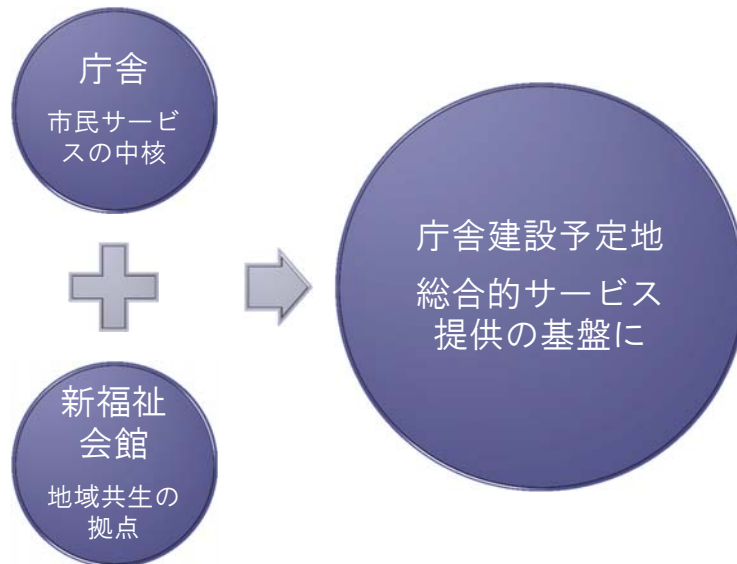 庁舎
市民サービ
スの中核
新福祉
会館
地域共生の
拠点
庁舎建設予定地
総合的サービス
提供の基盤に